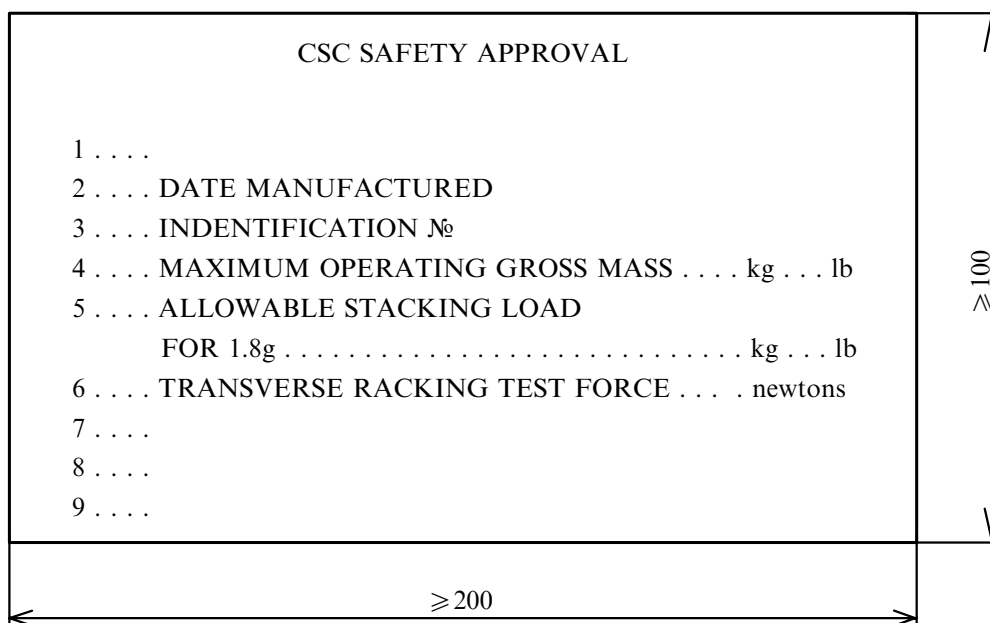 CSC SAFETY APPROVAL
1 . . . .
2 . . . . DATE MANUFACTURED
3 . . . . INDENTIFICATION №
4 . . . . MAXIMUM OPERATING GROSS MASS . . . . kg . . . lb
5 . . . . ALLOWABLE STACKING LOAD
FOR 1.8g . . . . . . . . . . . . . . . . . . . . . . . . . . . . . kg . . . lb
6 . . . . TRANSVERSE RACKING TEST FORCE . . . . newtons
7 . . . .
8 . . . .
9 . . . .
⩾100
⩾200